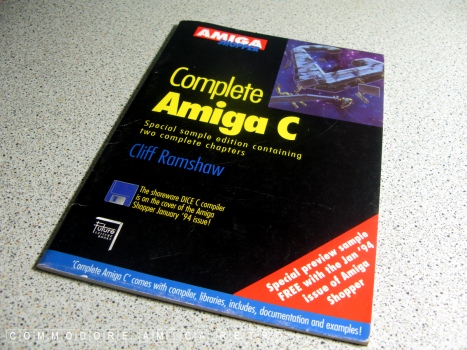 AMIGA
SHOPPER
Complete
Amiga C
Special sample edition containing
two complete chapters
Cliff Ramshaw
The shareware DICE C compiler
is on the cover of the Amiga
Shopper January '94 issue!
Future
Special preview sample
FREE with the Jan '94
issue of Amiga
Shopper
"Complete Amiga C" comes with compiler, libraries, includes, documentation and examples!